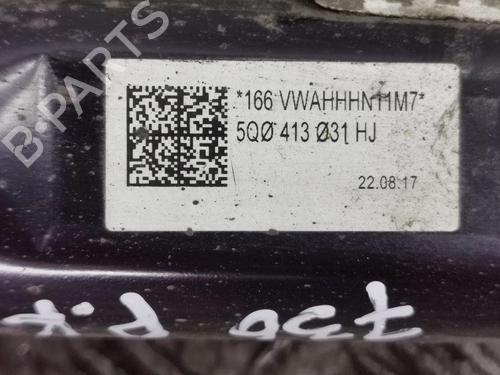 B-PARTS
*166 VWAHHHN11M7*
5QØ 413 Ø31 HJ
22.08.17